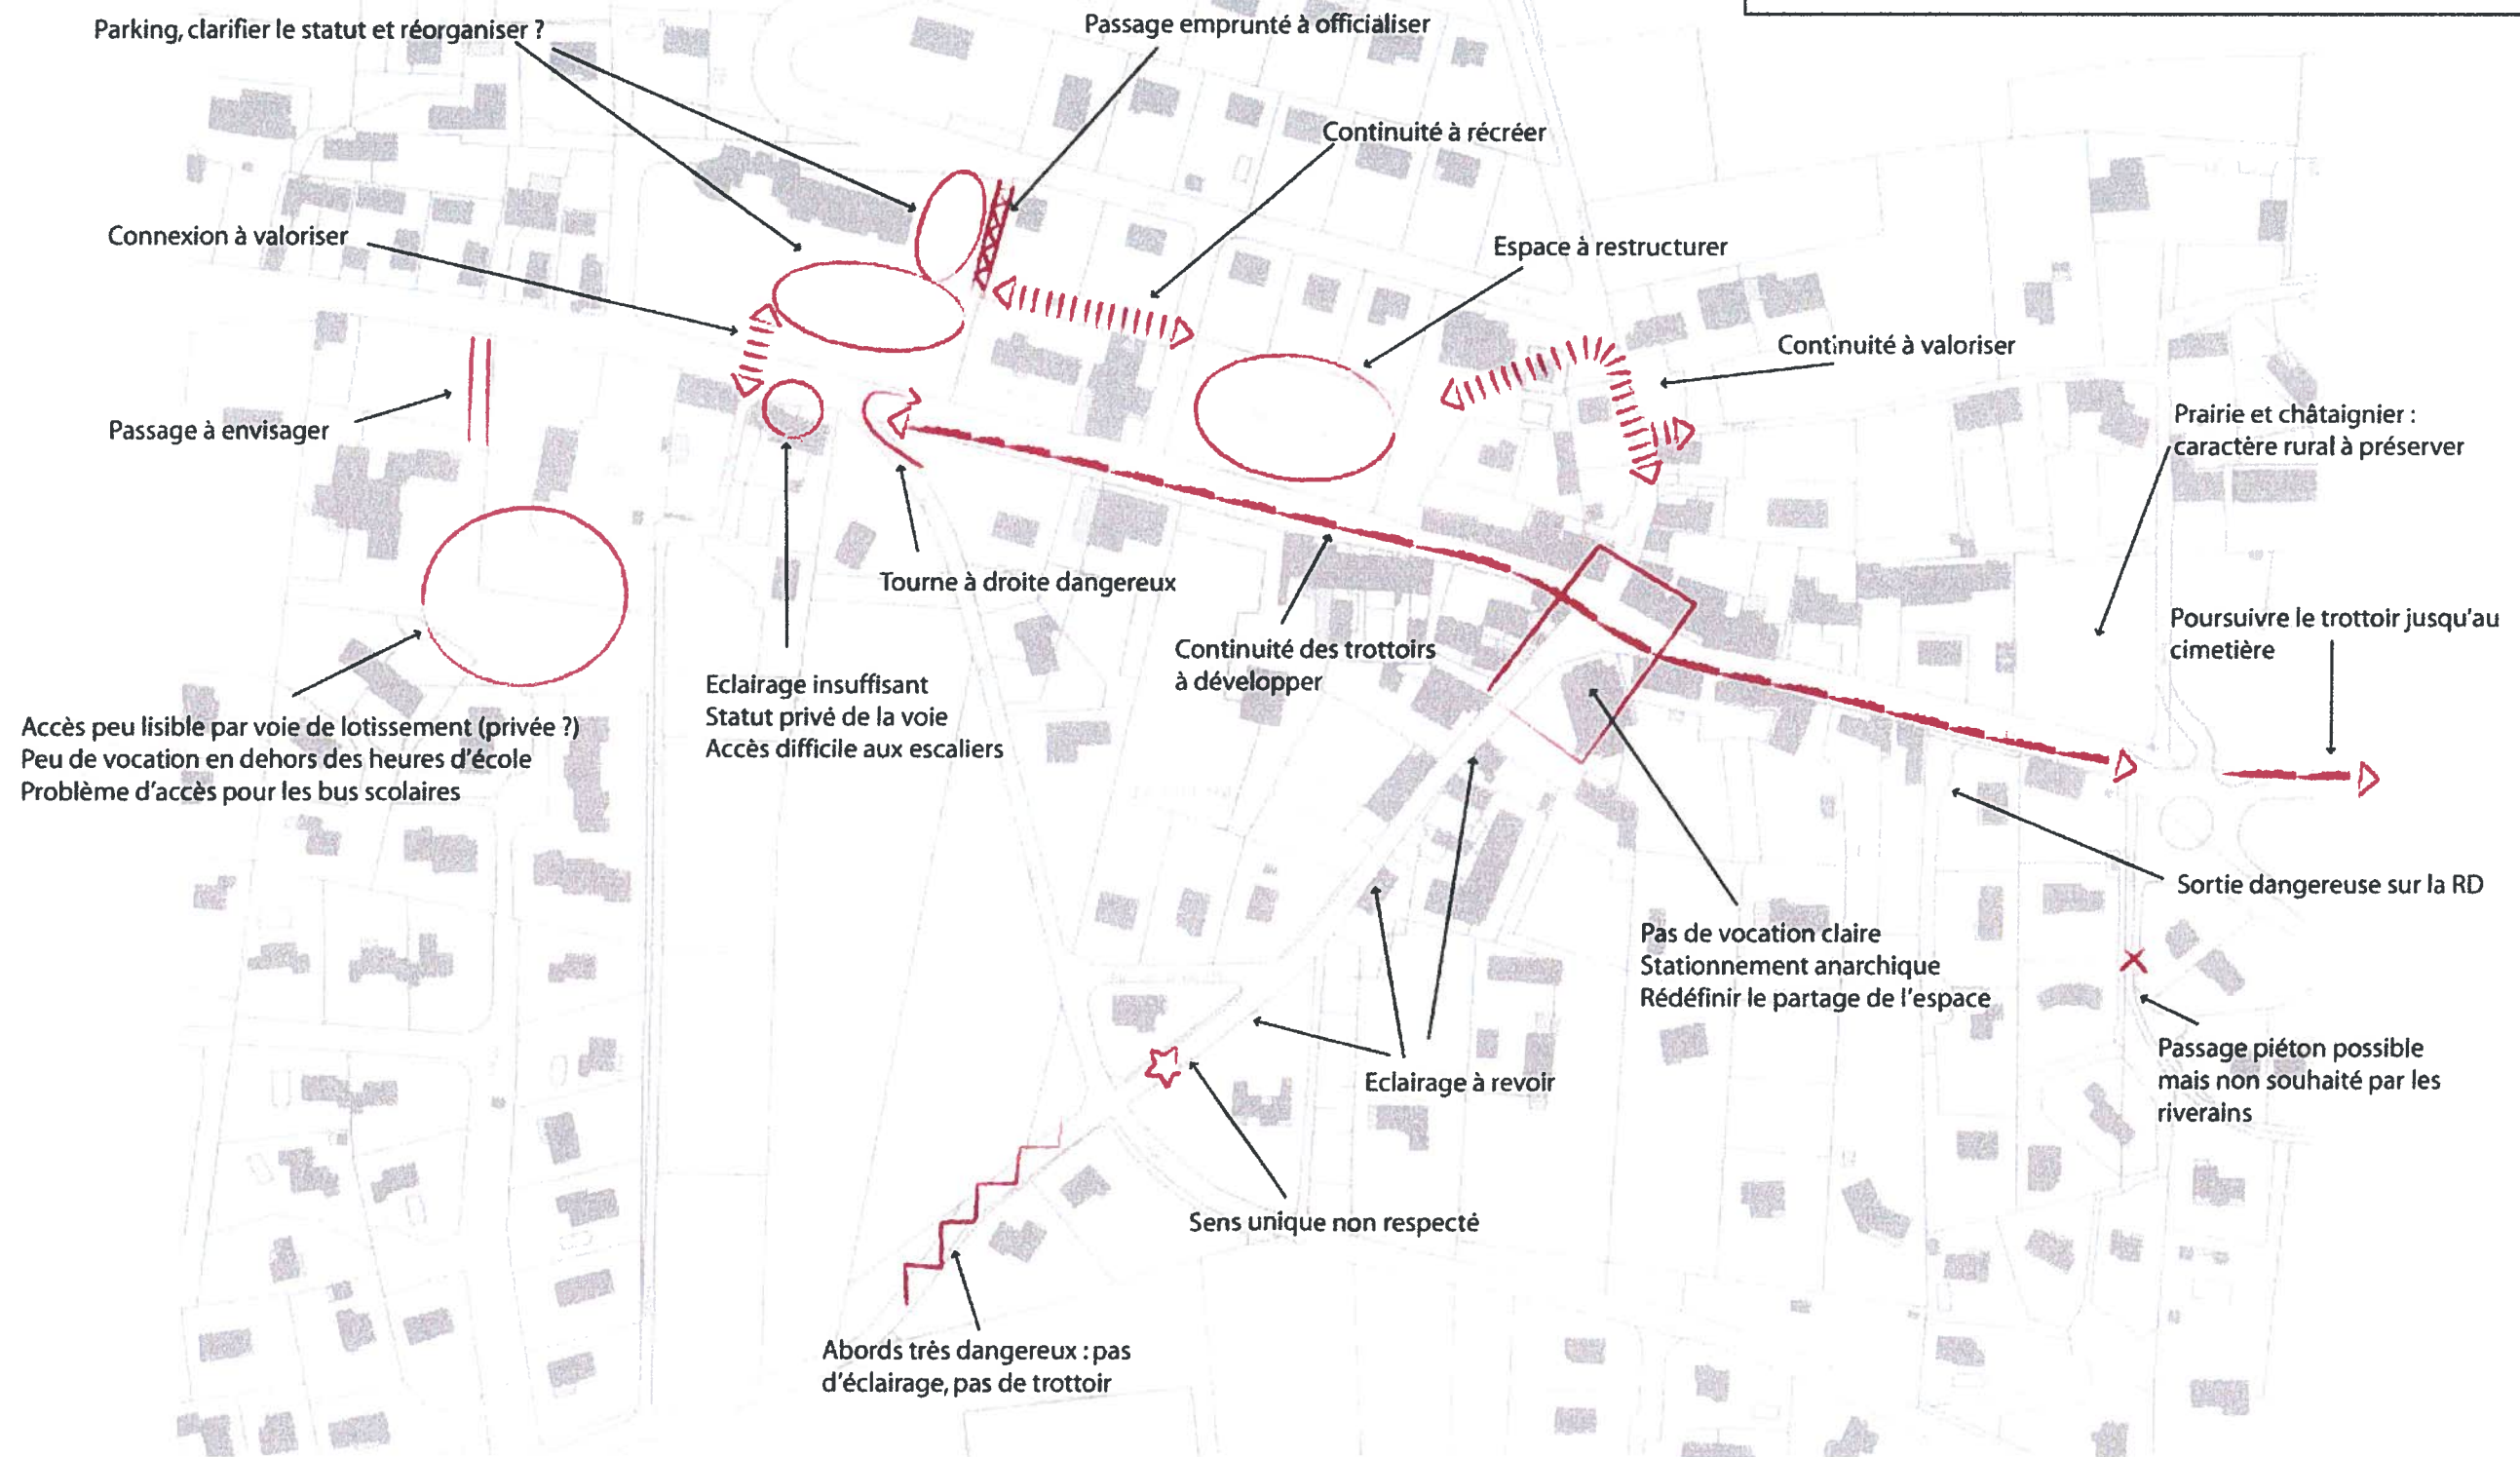 Parking, clarifier le statut et réorganiser ?
Passage emprunté à officialiser
Continuité à récréer
Connexion à valoriser
Espace à restructurer
Continuité à valoriser
Passage à envisager
Prairie et châtaignier :
caractère rural à préserver
Tourne à droite dangereux
Poursuivre le trottoir jusqu'au
cimetière
Continuité des trottoirs
à développer
Eclairage insuffisant
Statut privé de la voie
Accès difficile aux escaliers
Accès peu lisible par voie de lotissement (privée ?)
Peu de vocation en dehors des heures d'école
Problème d'accès pour les bus scolaires
Sortie dangereuse sur la RD
Pas de vocation claire
Stationnement anarchique
Rédéfinir le partage de l'espace
Passage piéton possible
mais non souhaité par les
riverains
Eclairage à revoir
Sens unique non respecté
Abords très dangereux : pas
d'éclairage, pas de trottoir